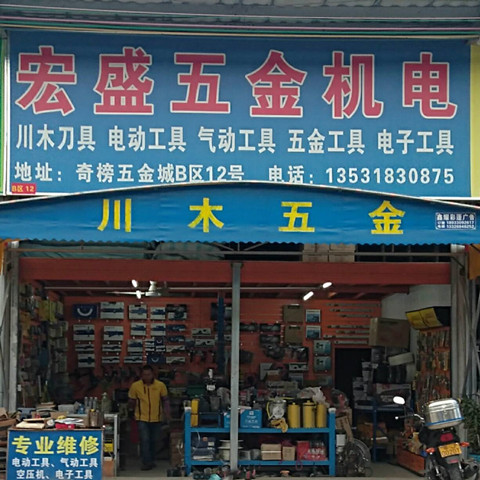 宏盛五金机电
川木刀具 电动工具 气动工具 五金工具 电子工具
地址：奇榜五金城B区12号 电话：13531830875
B区 12
川木五金
专业维修
电动工具、气动工具
空压机、电子工具